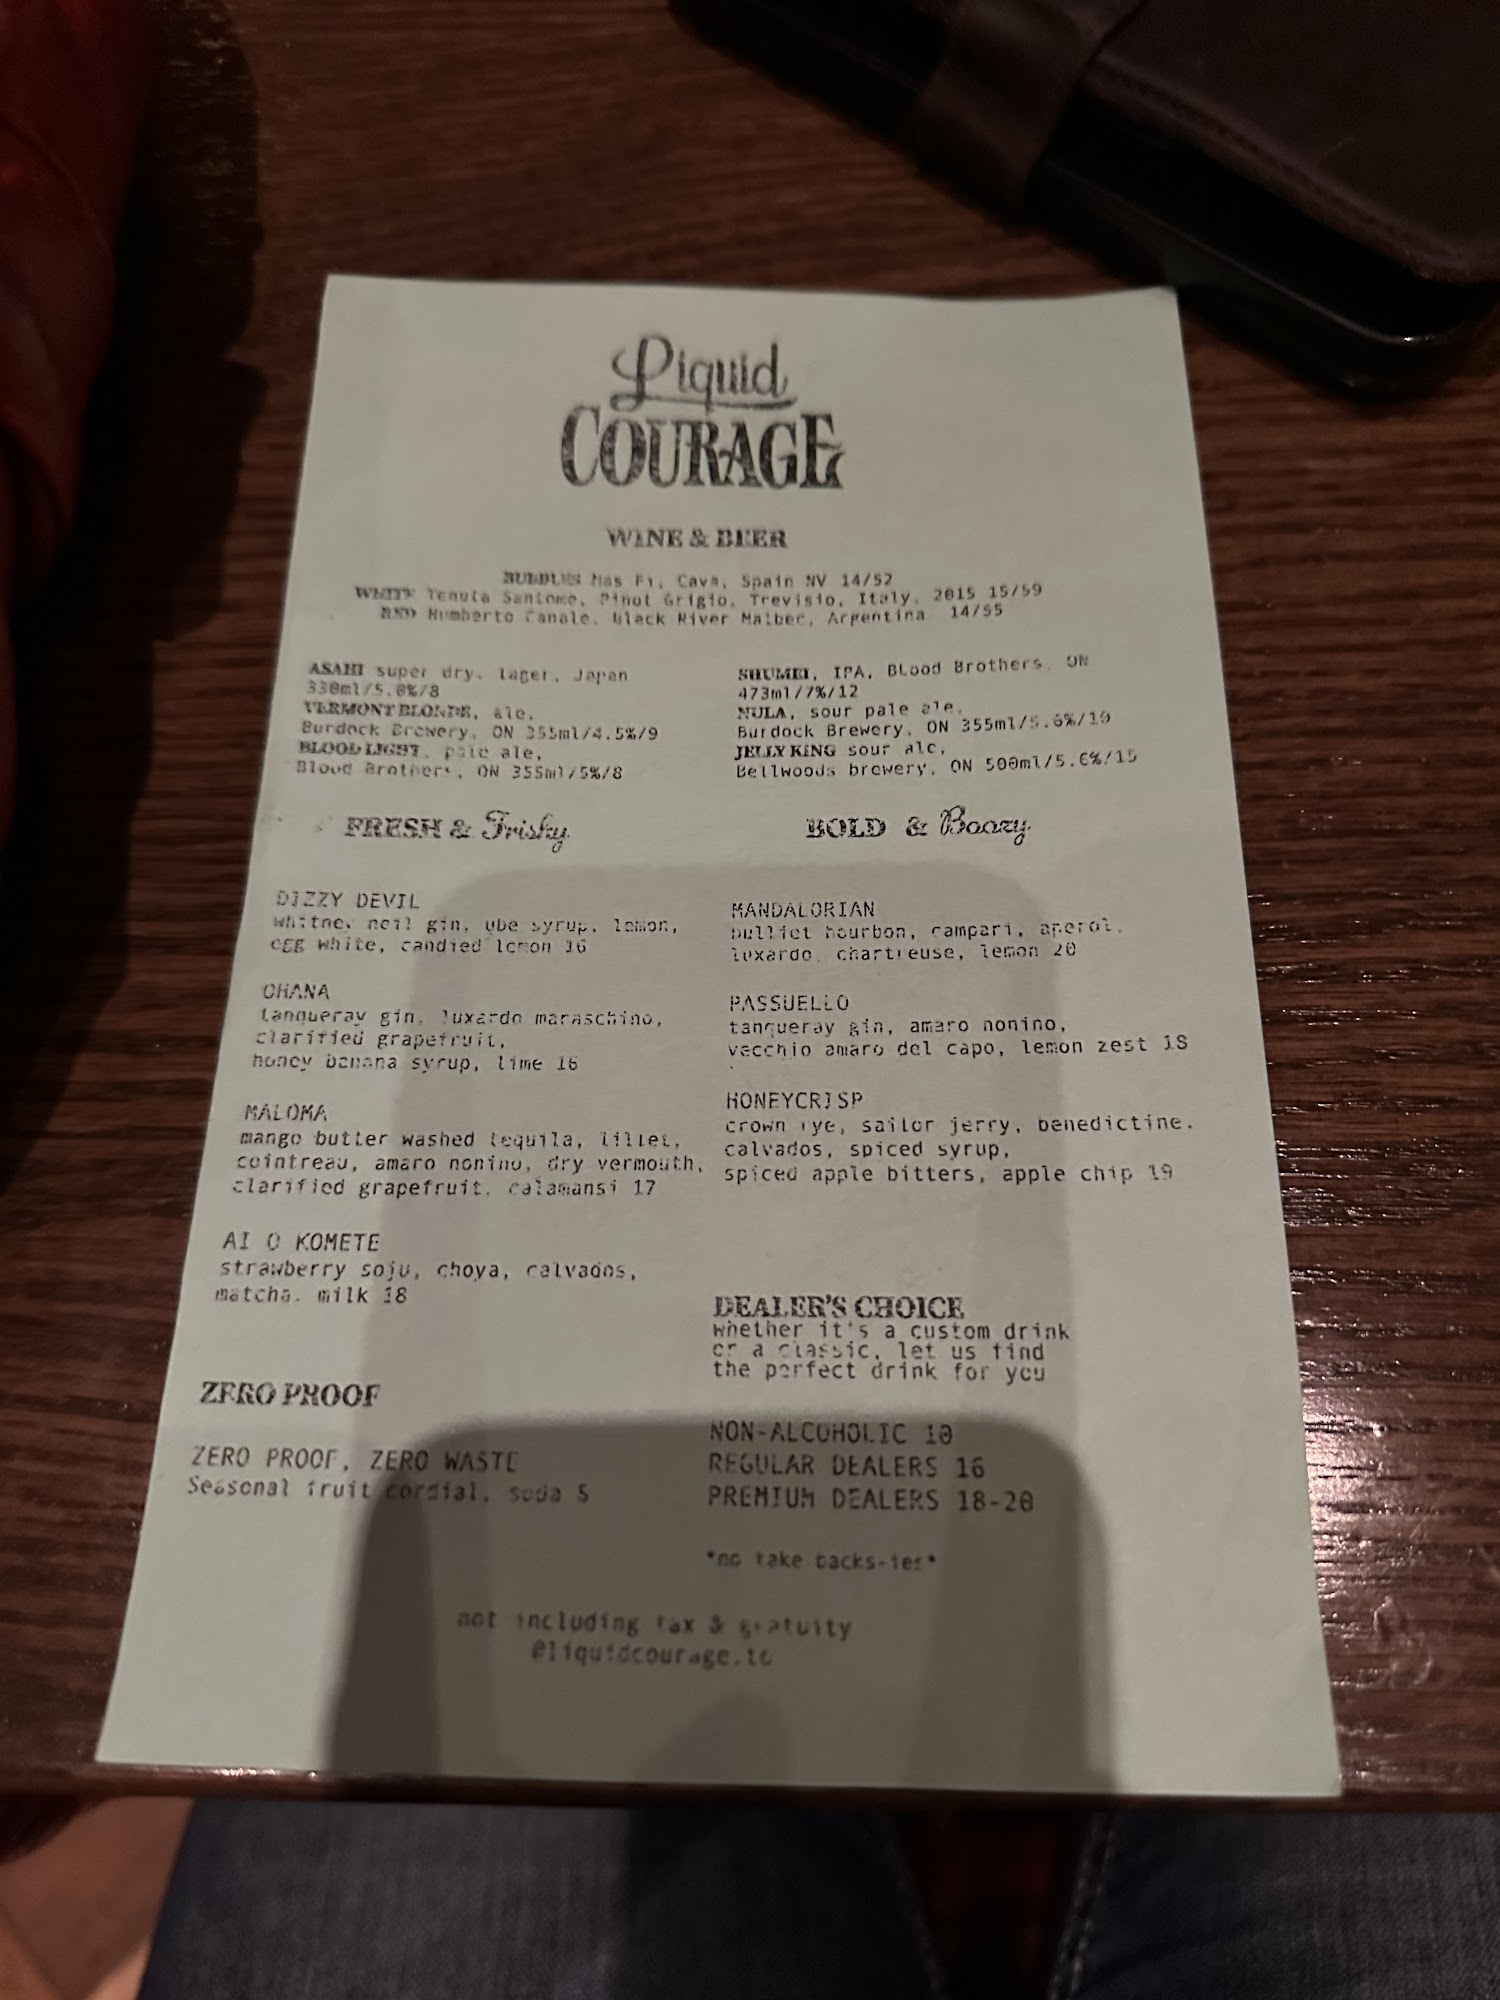 Liquid
COURAGE
WINE & BEER
BUBBLES Mas Fi, Cava, Spain NV 14/52
WHITE Tenuta Santome, Pinot Grigio, Trevisio, Italy, 2015 15/59
RED Humberto Canale, Black River Malbec, Argentina 14/55
ASAHI super dry, lager, Japan
330ml/5.0%/8
VERMONT BLONDE, ale,
Burdock Brewery, ON 355ml/4.5%/9
BLOOD LIGHT, pale ale,
Blood Brothers, ON 355ml/5%/8
SHUMEI, IPA, BLood Brothers, ON
473ml/7%/12
NULA, sour pale ale,
Burdock Brewery, ON 355ml/5.6%/10
JELLY KING sour ale,
Bellwoods brewery, ON 500ml/5.6%/15
FRESH & Frisky
DIZZY DEVIL
whitney neil gin, ube syrup, lemon,
egg white, candied lemon 16
OHANA
tanqueray gin, luxardo maraschino,
clarified grapefruit,
honey banana syrup, lime 16
MALOMA
mango butter washed tequila, lillet,
cointreau, amaro nonino, dry vermouth,
clarified grapefruit, calamansi 17
AI O KOMETE
strawberry soju, choya, calvados,
matcha, milk 18
ZERO PROOF
ZERO PROOF, ZERO WASTE
Seasonal fruit cordial, soda 5
BOLD & Boozy
MANDALORIAN
bulliet bourbon, campari, aperol,
luxardo, chartreuse, lemon 20
PASSUELLO
tanqueray gin, amaro nonino,
vecchio amaro del capo, lemon zest 18
HONEYCRISP
crown rye, sailor jerry, benedictine,
calvados, spiced syrup,
spiced apple bitters, apple chip 19
DEALER'S CHOICE
whether it's a custom drink
or a classic, let us find
the perfect drink for you
NON-ALCOHOLIC 10
REGULAR DEALERS 16
PREMIUM DEALERS 18-20
*no take backs-ies*
not including tax & gratuity
@liquidcourage.to